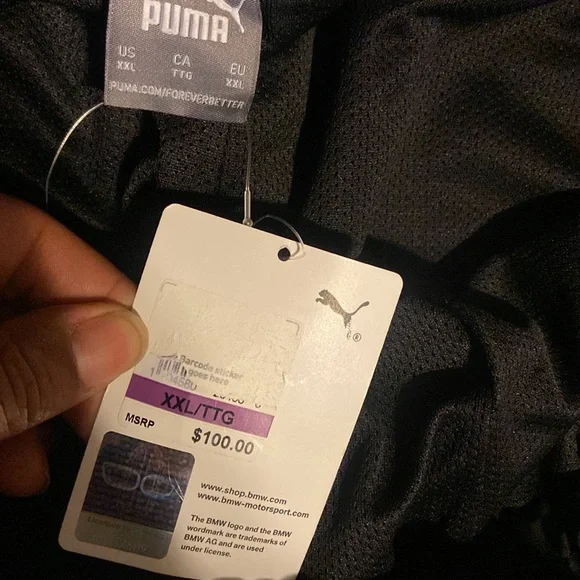 PUMA
US
XXL
CA
TTG
EU
XXL
PUMA.COM/FOREVERBETTER
Barcode sticker
goes here
XXL/TTG
MSRP
$100.00
www.shop.bmw.com
www.bmw-motorsport.com
The BMW logo and the BMW
wordmark are trademarks of
BMW AG and are used
under license.